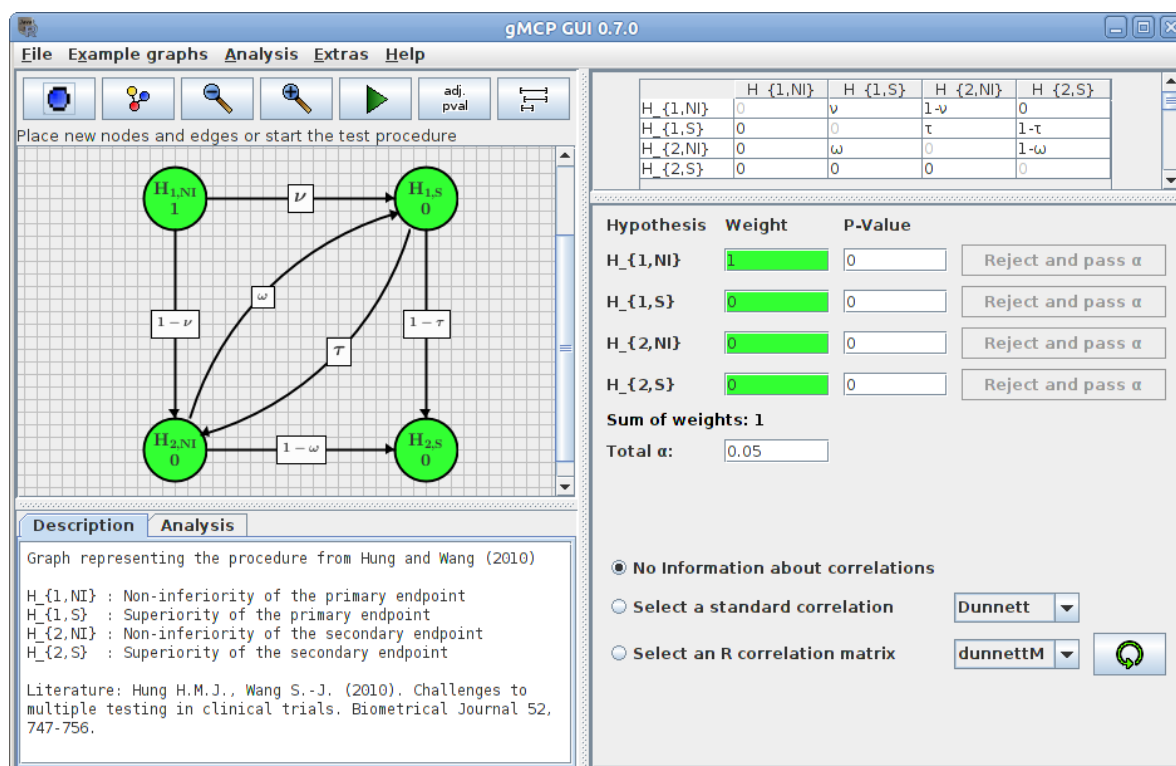 gMCP GUI 0.7.0
File Example graphs Analysis Extras Help
adj.
pval
Place new nodes and edges or start the test procedure
H_{1,NI}
1
ν
H_{1,S}
0
ω
1 − ν
1 − τ
τ
H_{2,NI}
0
1 − ω
H_{2,S}
0
Description Analysis
Graph representing the procedure from Hung and Wang (2010)
H_{1,NI} : Non-inferiority of the primary endpoint
H_{1,S} : Superiority of the primary endpoint
H_{2,NI} : Non-inferiority of the secondary endpoint
H_{2,S} : Superiority of the secondary endpoint
Literature: Hung H.M.J., Wang S.-J. (2010). Challenges to
multiple testing in clinical trials. Biometrical Journal 52,
747-756.
H_{1,NI} H_{1,S} H_{2,NI} H_{2,S}
H_{1,NI} 0 ν 1-ν 0
H_{1,S} 0 0 τ 1-τ
H_{2,NI} 0 ω 0 1-ω
H_{2,S} 0 0 0 0
Hypothesis Weight P-Value
H_{1,NI} 1 0 Reject and pass α
H_{1,S} 0 0 Reject and pass α
H_{2,NI} 0 0 Reject and pass α
H_{2,S} 0 0 Reject and pass α
Sum of weights: 1
Total α: 0.05
No Information about correlations
Select a standard correlation Dunnett
Select an R correlation matrix dunnettM